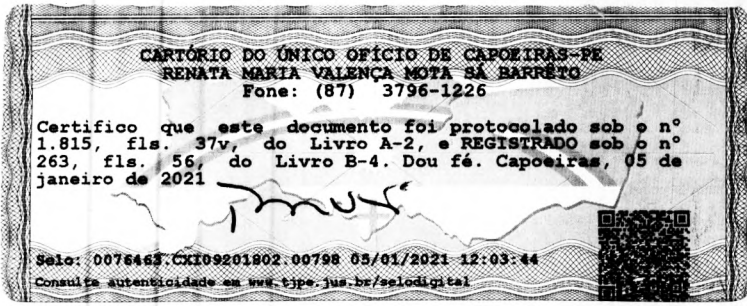 CARTÓRIO DO ÚNICO OFÍCIO DE CAPOEIRAS-PE
RENATA MARIA VALENÇA MOTA SÁ BARRETO
Fone: (87) 3796-1226
Certifico que este documento foi protocolado sob o nº
1.815, fls. 37v, do Livro A-2, e REGISTRADO sob o nº
263, fls. 56, do Livro B-4. Dou fé. Capoeiras, 05 de
janeiro de 2021
Selo: 0076463.CXI09201802.00798 05/01/2021 12:03:44
Consulte autenticidade em www.tjpe.jus.br/selodigital